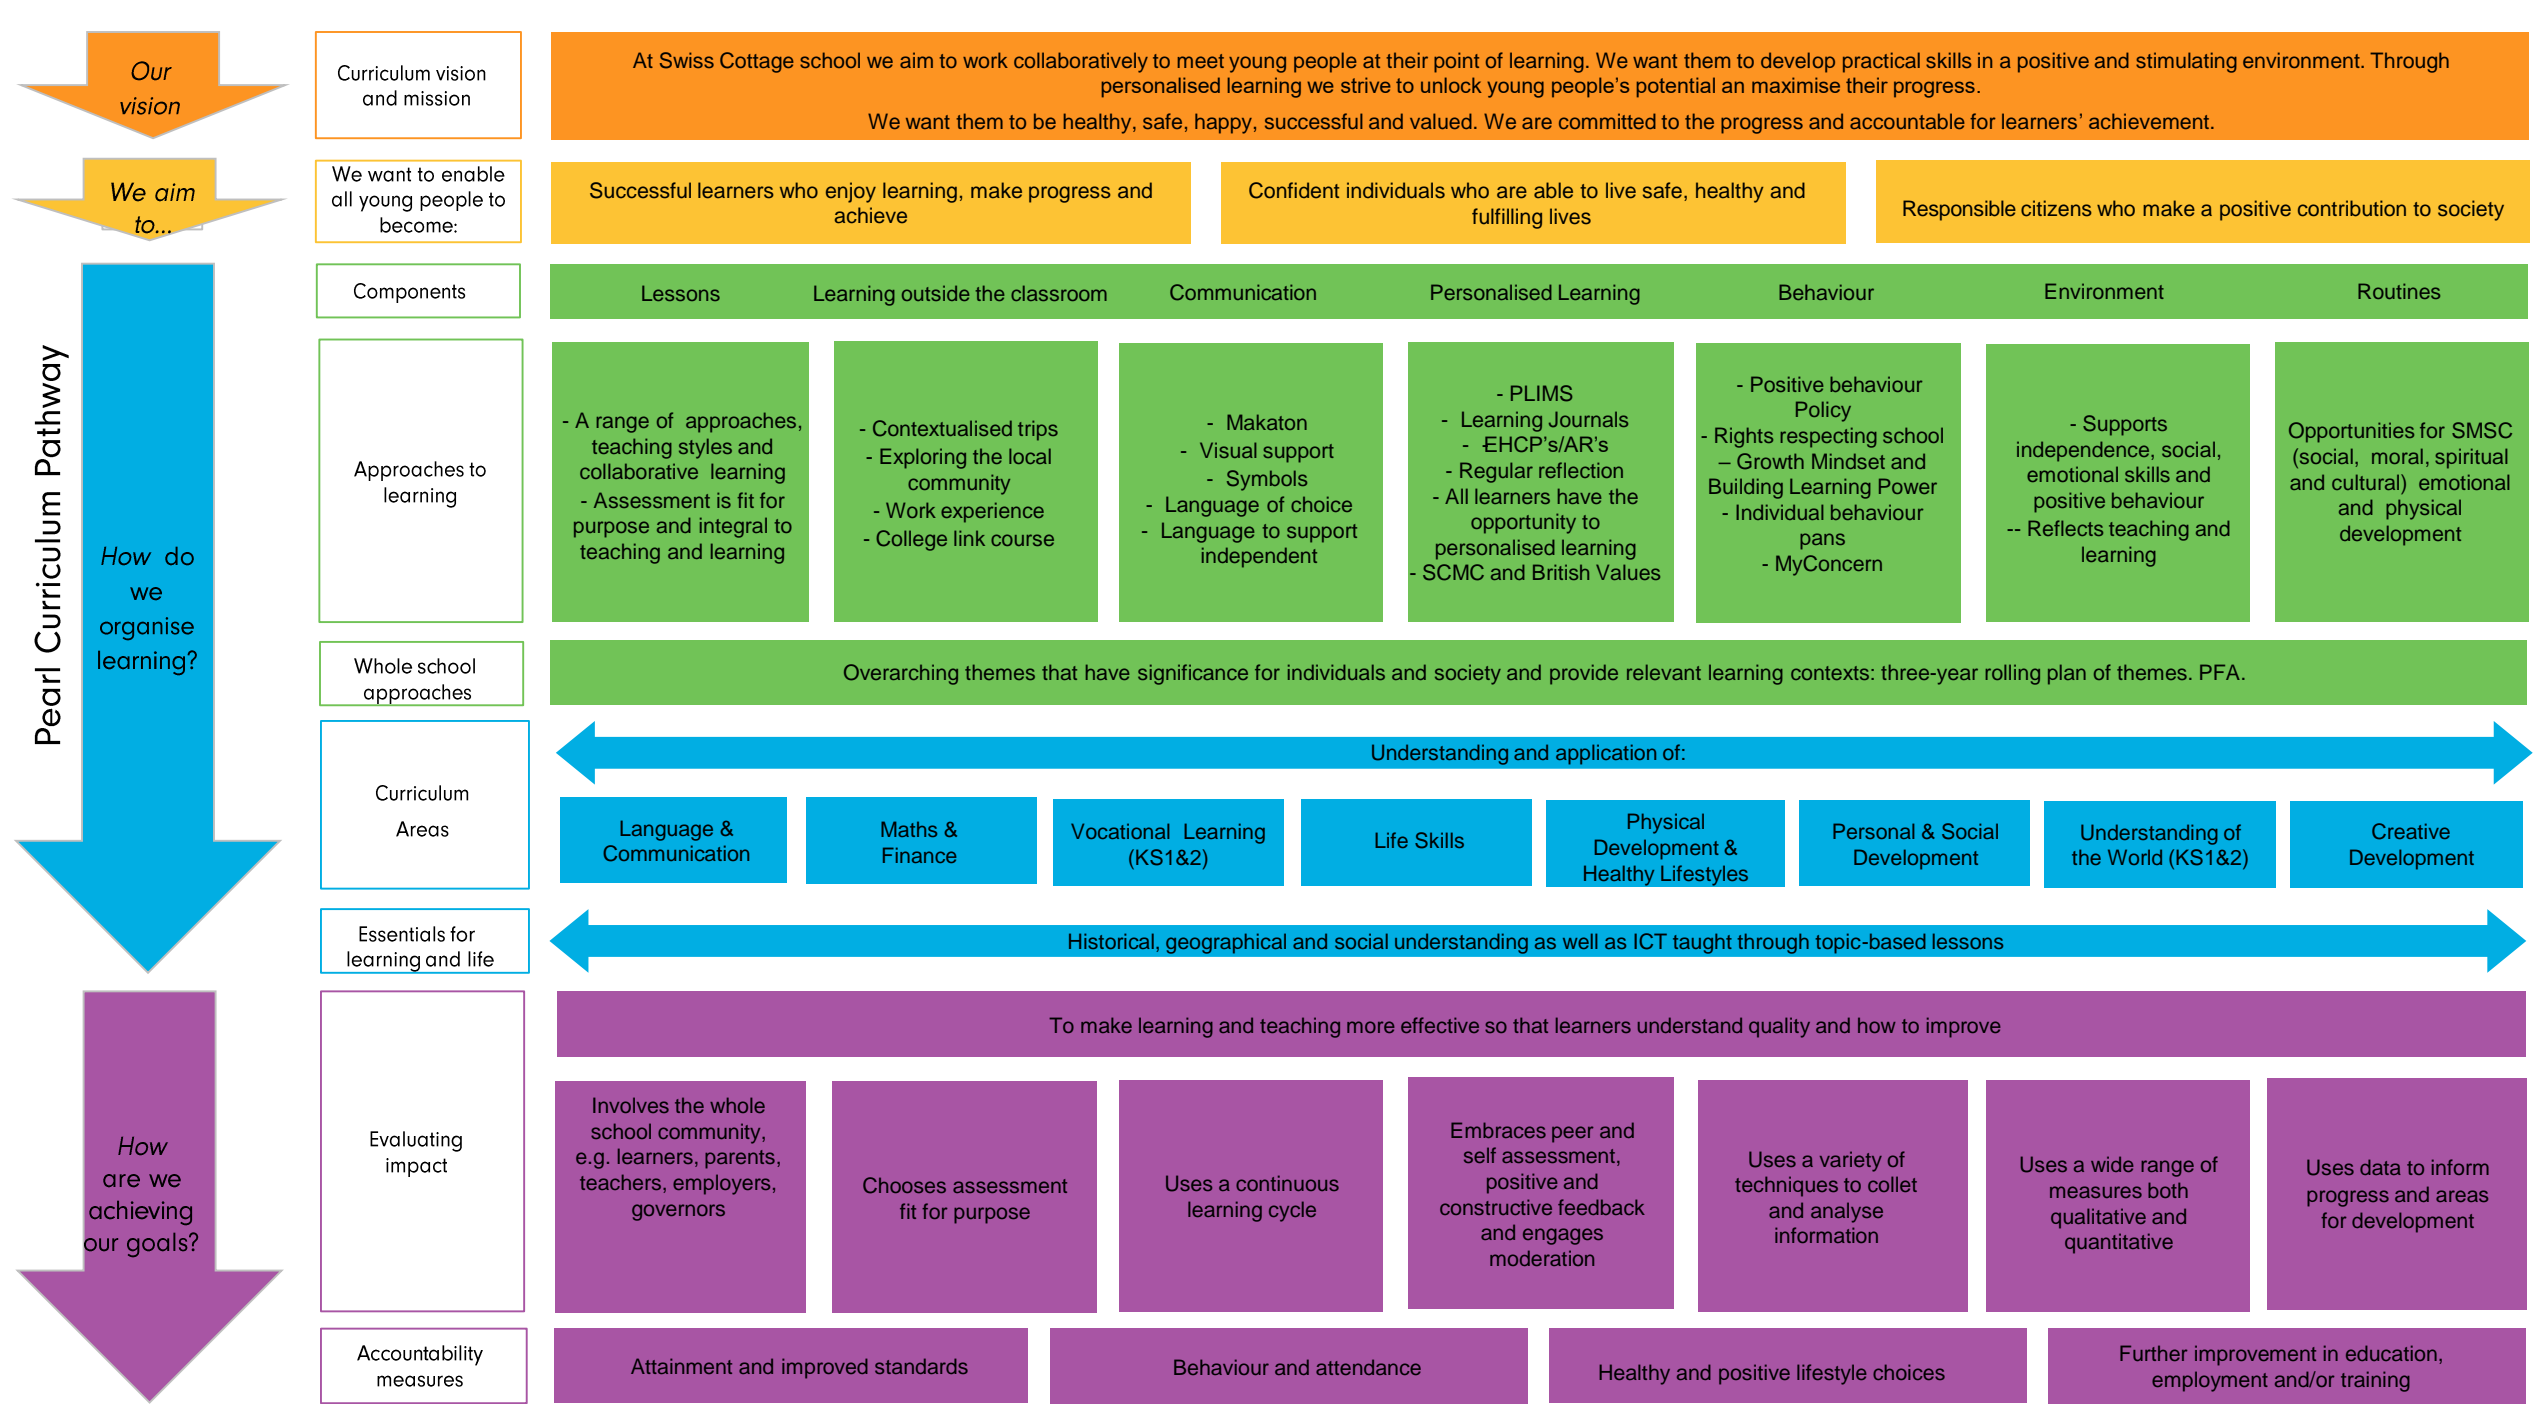 Our
vision
Curriculum vision
and mission
At Swiss Cottage school we aim to work collaboratively to meet young people at their point of learning. We want them to develop practical skills in a positive and stimulating environment. Through
personalised learning we strive to unlock young people's potential an maximise their progress.
We want them to be healthy, safe, happy, successful and valued. We are committed to the progress and accountable for learners' achievement.
We aim
to...
We want to enable
all young people to
become:
Successful learners who enjoy learning, make progress and
achieve
Confident individuals who are able to live safe, healthy and
fulfilling lives
Responsible citizens who make a positive contribution to society
Pearl Curriculum Pathway
How do
we
organise
learning?
Components
Lessons
Learning outside the classroom
Communication
Personalised Learning
Behaviour
Environment
Routines
Approaches to
learning
- A range of approaches,
teaching styles and
collaborative learning
- Assessment is fit for
purpose and integral to
teaching and learning
- Contextualised trips
- Exploring the local
community
- Work experience
- College link course
- Makaton
- Visual support
- Symbols
- Language of choice
- Language to support
independent
- PLIMS
- Learning Journals
- -EHCP's/AR's
- Regular reflection
- All learners have the
opportunity to
personalised learning
- SCMC and British Values
- Positive behaviour
Policy
- Rights respecting school
– Growth Mindset and
Building Learning Power
- Individual behaviour
pans
- MyConcern
- Supports
independence, social,
emotional skills and
positive behaviour
-- Reflects teaching and
learning
Opportunities for SMSC
(social, moral, spiritual
and cultural) emotional
and physical
development
Whole school
approaches
Overarching themes that have significance for individuals and society and provide relevant learning contexts: three-year rolling plan of themes. PFA.
Curriculum
Areas
Understanding and application of:
Language &
Communication
Maths &
Finance
Vocational Learning
(KS1&2)
Life Skills
Physical
Development &
Healthy Lifestyles
Personal & Social
Development
Understanding of
the World (KS1&2)
Creative
Development
Essentials for
learning and life
Historical, geographical and social understanding as well as ICT taught through topic-based lessons
How
are we
achieving
our goals?
Evaluating
impact
To make learning and teaching more effective so that learners understand quality and how to improve
Involves the whole
school community,
e.g. learners, parents,
teachers, employers,
governors
Chooses assessment
fit for purpose
Uses a continuous
learning cycle
Embraces peer and
self assessment,
positive and
constructive feedback
and engages
moderation
Uses a variety of
techniques to collet
and analyse
information
Uses a wide range of
measures both
qualitative and
quantitative
Uses data to inform
progress and areas
for development
Accountability
measures
Attainment and improved standards
Behaviour and attendance
Healthy and positive lifestyle choices
Further improvement in education,
employment and/or training